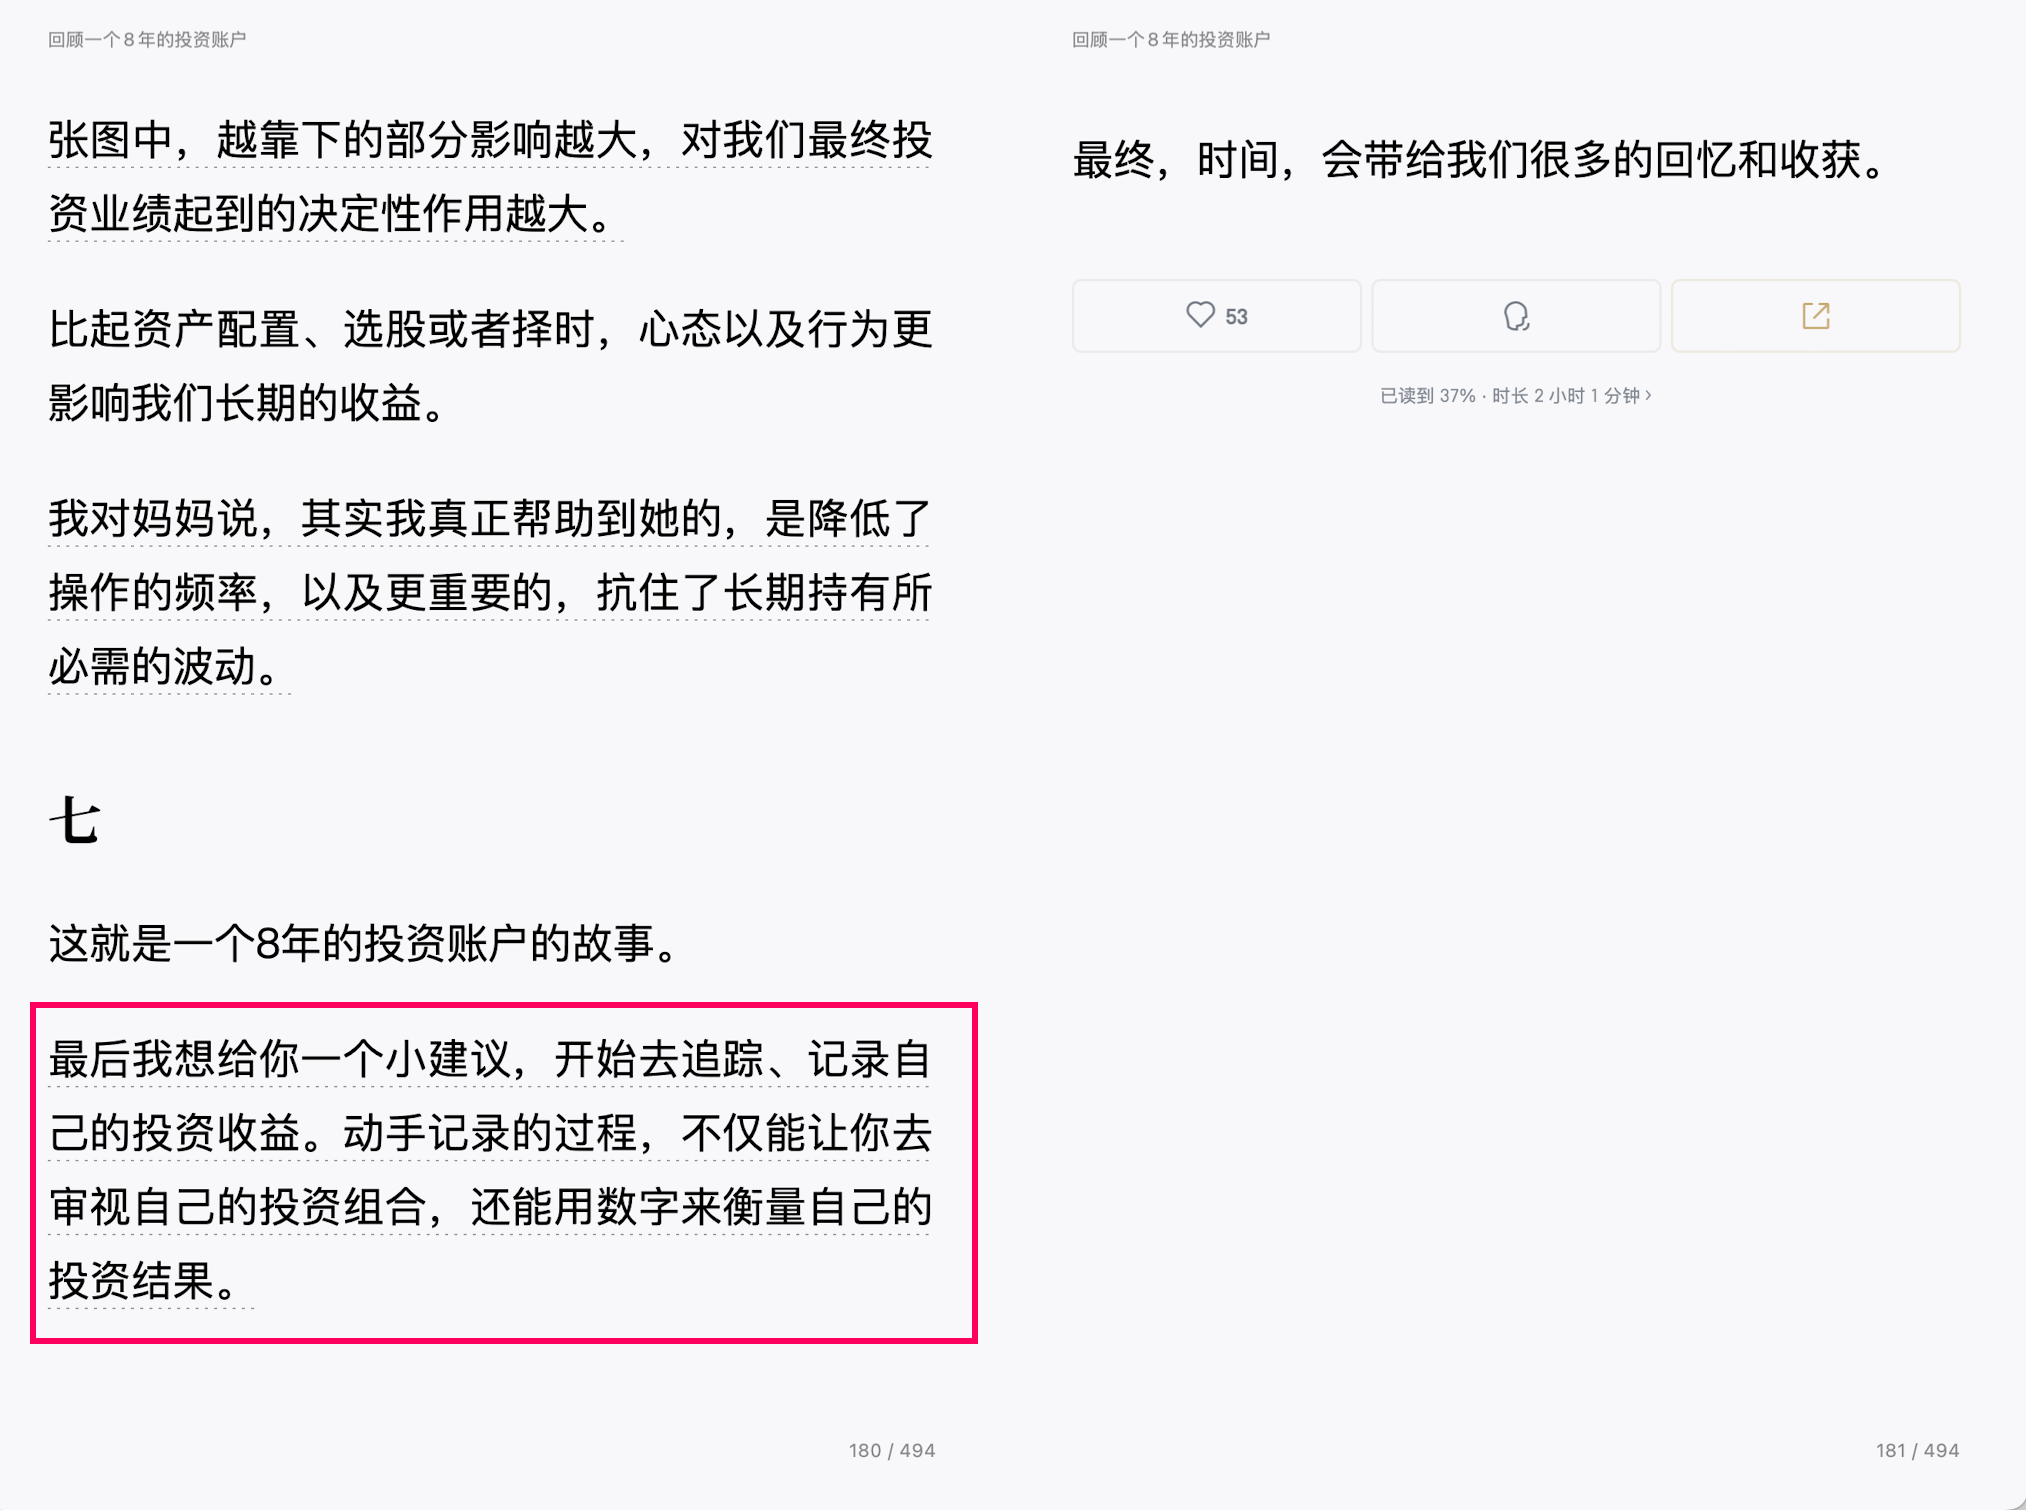 回顾一个8年的投资账户
张图中，越靠下的部分影响越大，对我们最终投
资业绩起到的决定性作用越大。
比起资产配置、选股或者择时，心态以及行为更
影响我们长期的收益。
我对妈妈说，其实我真正帮助到她的，是降低了
操作的频率，以及更重要的，抗住了长期持有所
必需的波动。
七
这就是一个8年的投资账户的故事。
最后我想给你一个小建议，开始去追踪、记录自
己的投资收益。动手记录的过程，不仅能让你去
审视自己的投资组合，还能用数字来衡量自己的
投资结果。
180 / 494
回顾一个8年的投资账户
最终，时间，会带给我们很多的回忆和收获。
53
已读到 37% · 时长 2 小时 1 分钟 ›
181 / 494